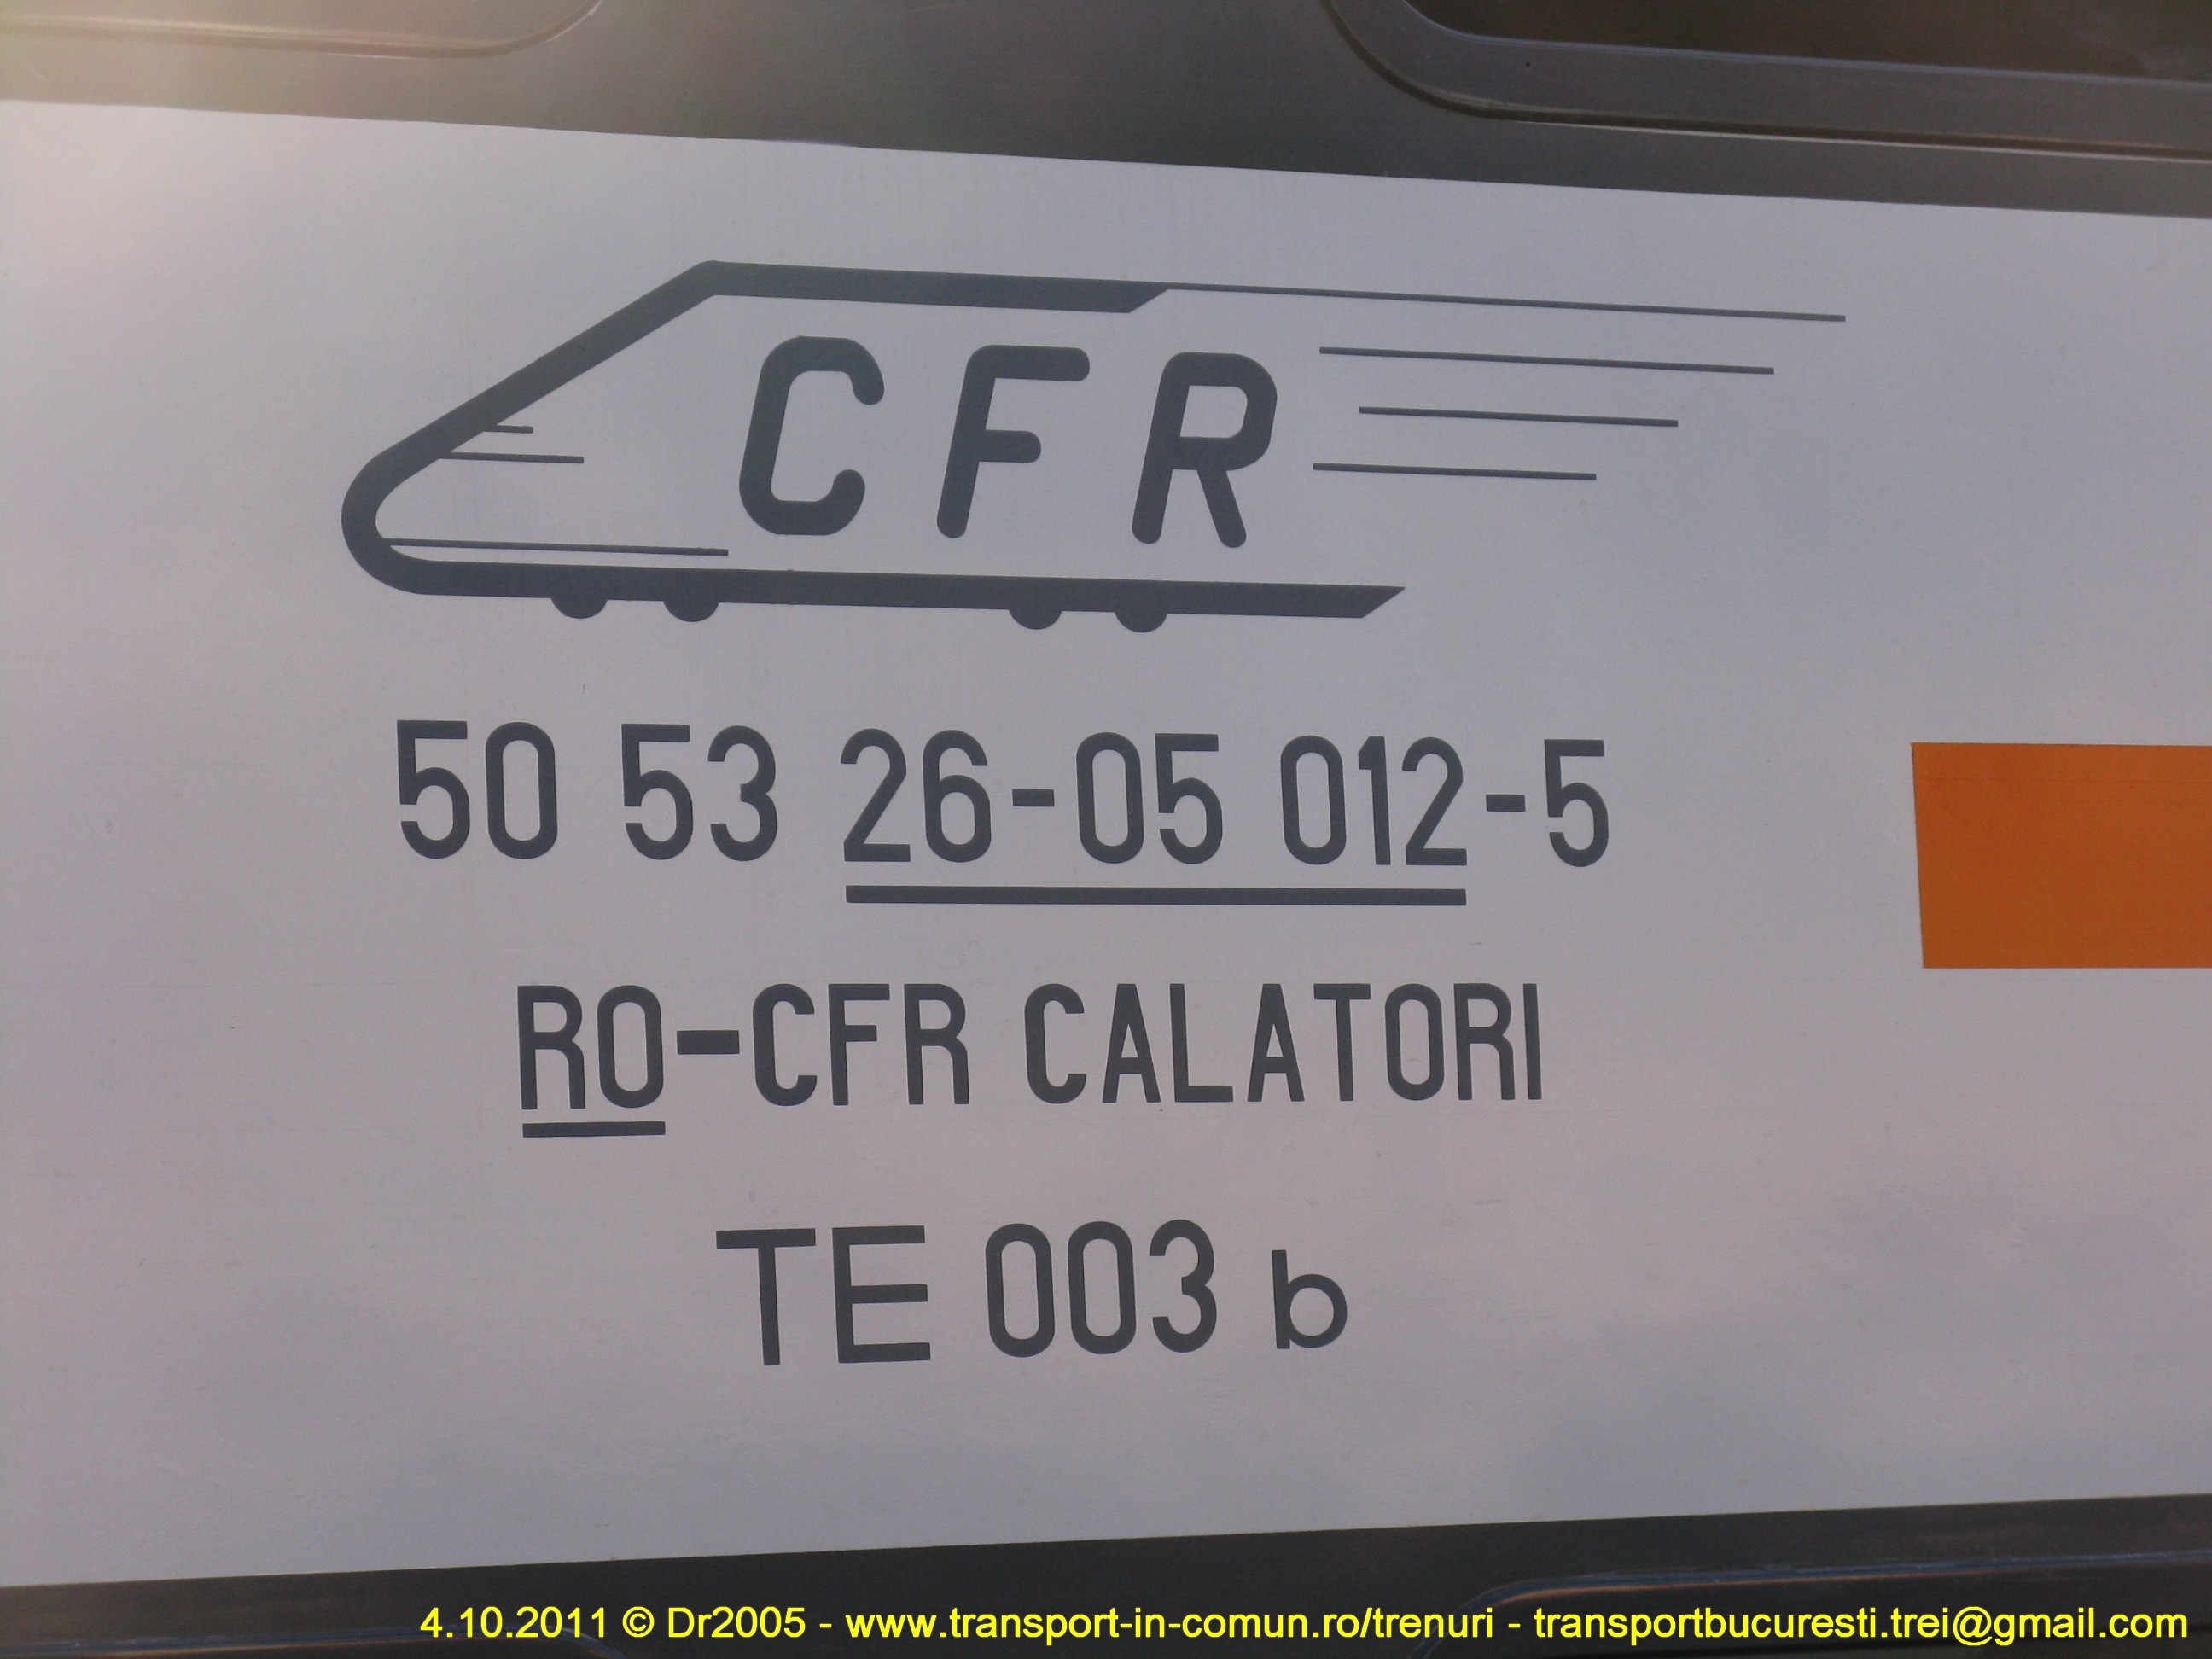 CFR
50 53 26-05 012-5
RO-CFR CALATORI
TE 003 b
4.10.2011 © Dr2005 - www.transport-in-comun.ro/trenuri - transportbucuresti.trei@gmail.com